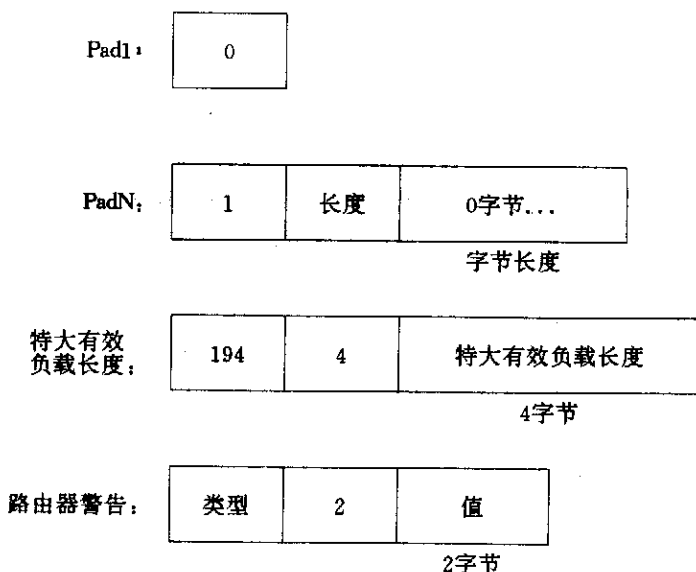 Pad1:
0
PadN:
1
长度
0字节...
字节长度
特大有效
负载长度:
194
4
特大有效负载长度
4字节
路由器警告:
类型
2
值
2字节